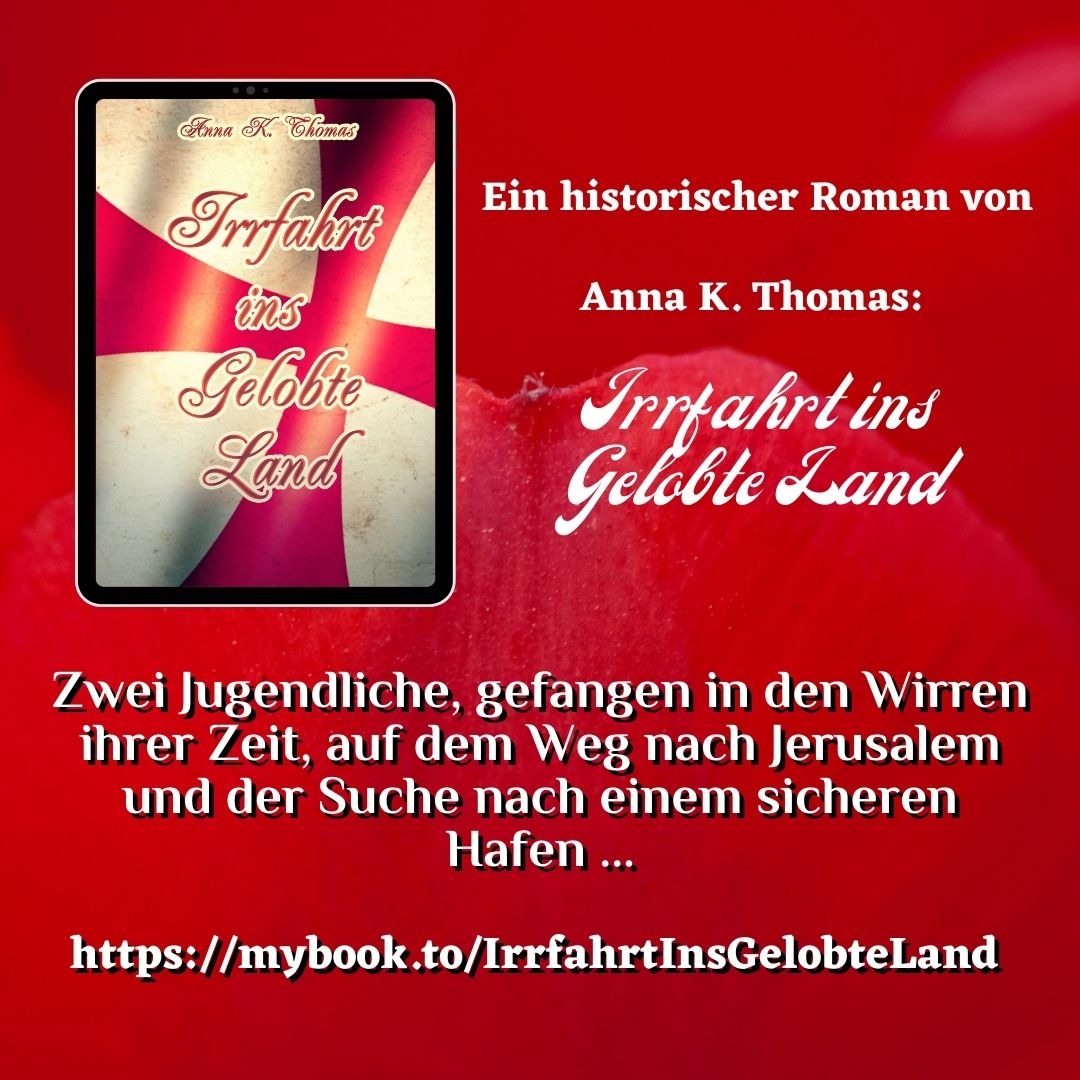 Anna K. Thomas
Irrfahrt
ins
Gelobte
Land
Ein historischer Roman von
Anna K. Thomas:
Irrfahrt ins
Gelobte Land
Zwei Jugendliche, gefangen in den Wirren
ihrer Zeit, auf dem Weg nach Jerusalem
und der Suche nach einem sicheren
Hafen ...
https://mybook.to/IrrfahrtInsGelobteLand